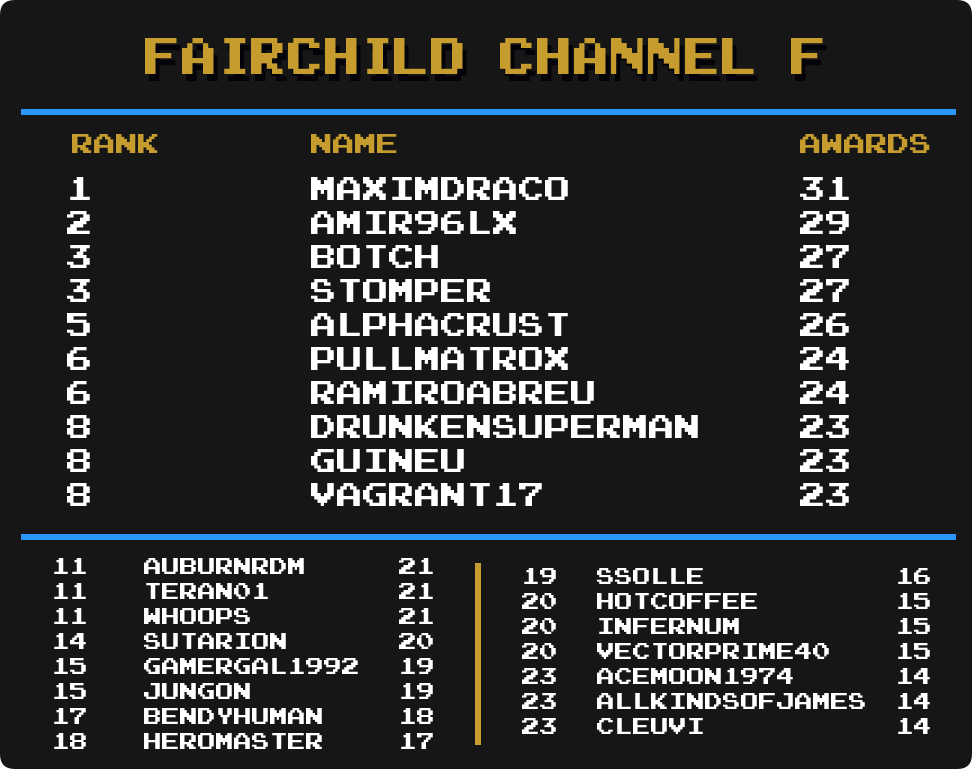 FAIRCHILD CHANNEL F
RANK NAME AWARDS
1 MAXIMDRACO 31
2 AMIR96LX 29
3 BOTCH 27
3 STOMPER 27
5 ALPHACRUST 26
6 PULLMATROX 24
6 RAMIROABREU 24
8 DRUNKENSUPERMAN 23
8 GUINEU 23
8 VAGRANT17 23
11 AUBURNRDM 21
11 TERAN01 21
11 WHOOPS 21
14 SUTARION 20
15 GAMERGAL1992 19
15 JUNGON 19
17 BENDYHUMAN 18
18 HEROMASTER 17
19 SSOLLE 16
20 HOTCOFFEE 15
20 INFERNUM 15
20 VECTORPRIME40 15
23 ACEMOON1974 14
23 ALLKINDSOFJAMES 14
23 CLEUVI 14